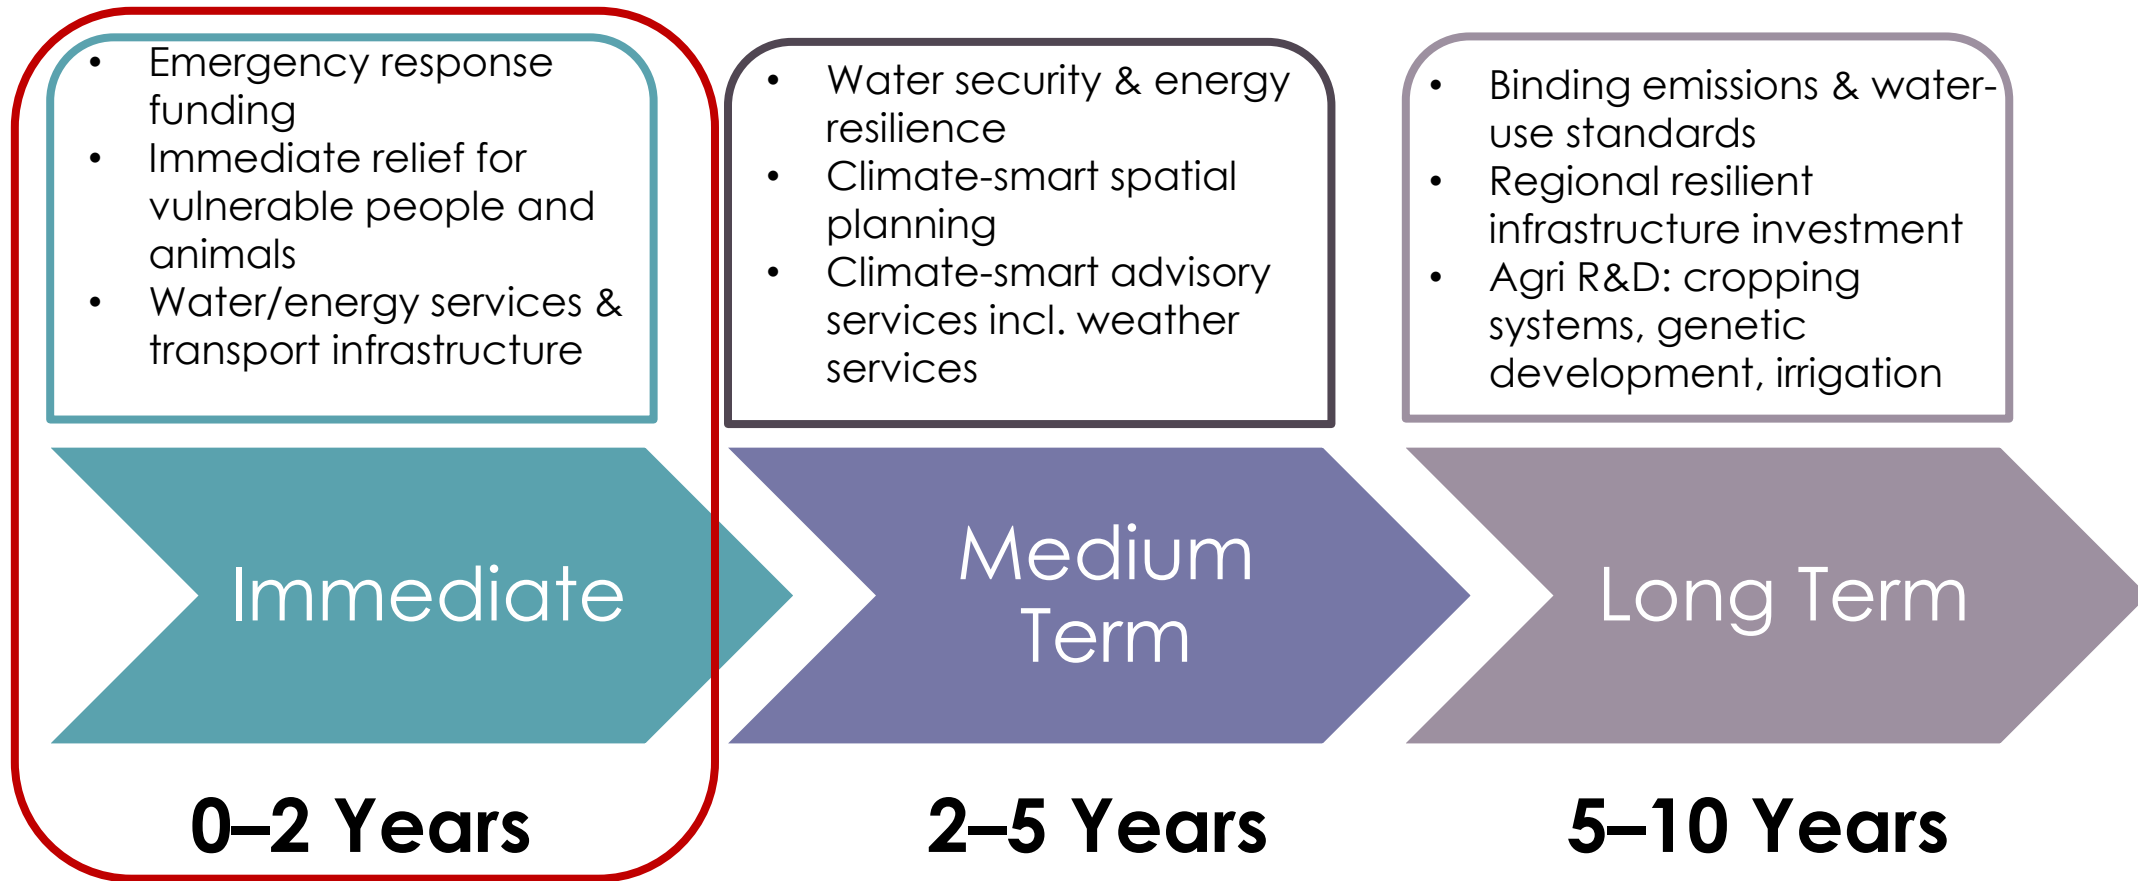 • Emergency response
funding
• Immediate relief for
vulnerable people and
animals
• Water/energy services &
transport infrastructure
• Water security & energy
resilience
• Climate-smart spatial
planning
• Climate-smart advisory
services incl. weather
services
• Binding emissions & water-
use standards
• Regional resilient
infrastructure investment
• Agri R&D: cropping
systems, genetic
development, irrigation
Immediate
Medium
Term
Long Term
0–2 Years
2–5 Years
5–10 Years